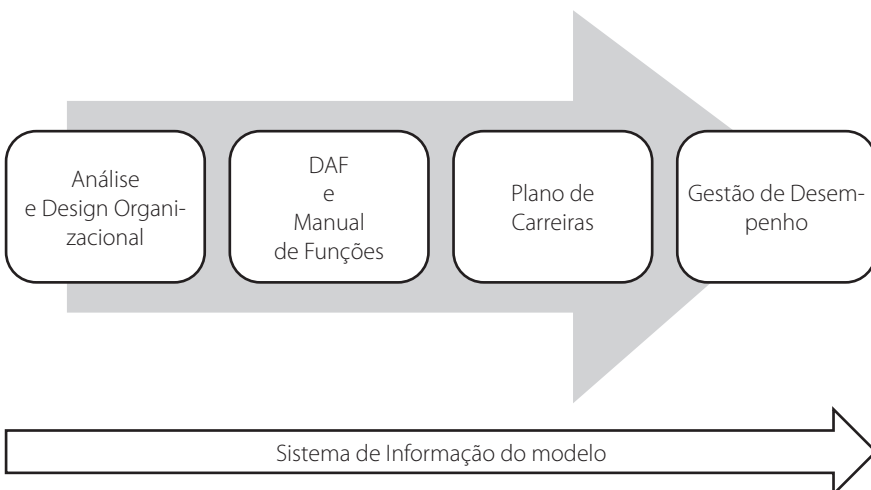 Análise
e Design Organi-
zacional
DAF
e
Manual
de Funções
Plano de
Carreiras
Gestão de Desem-
penho
Sistema de Informação do modelo